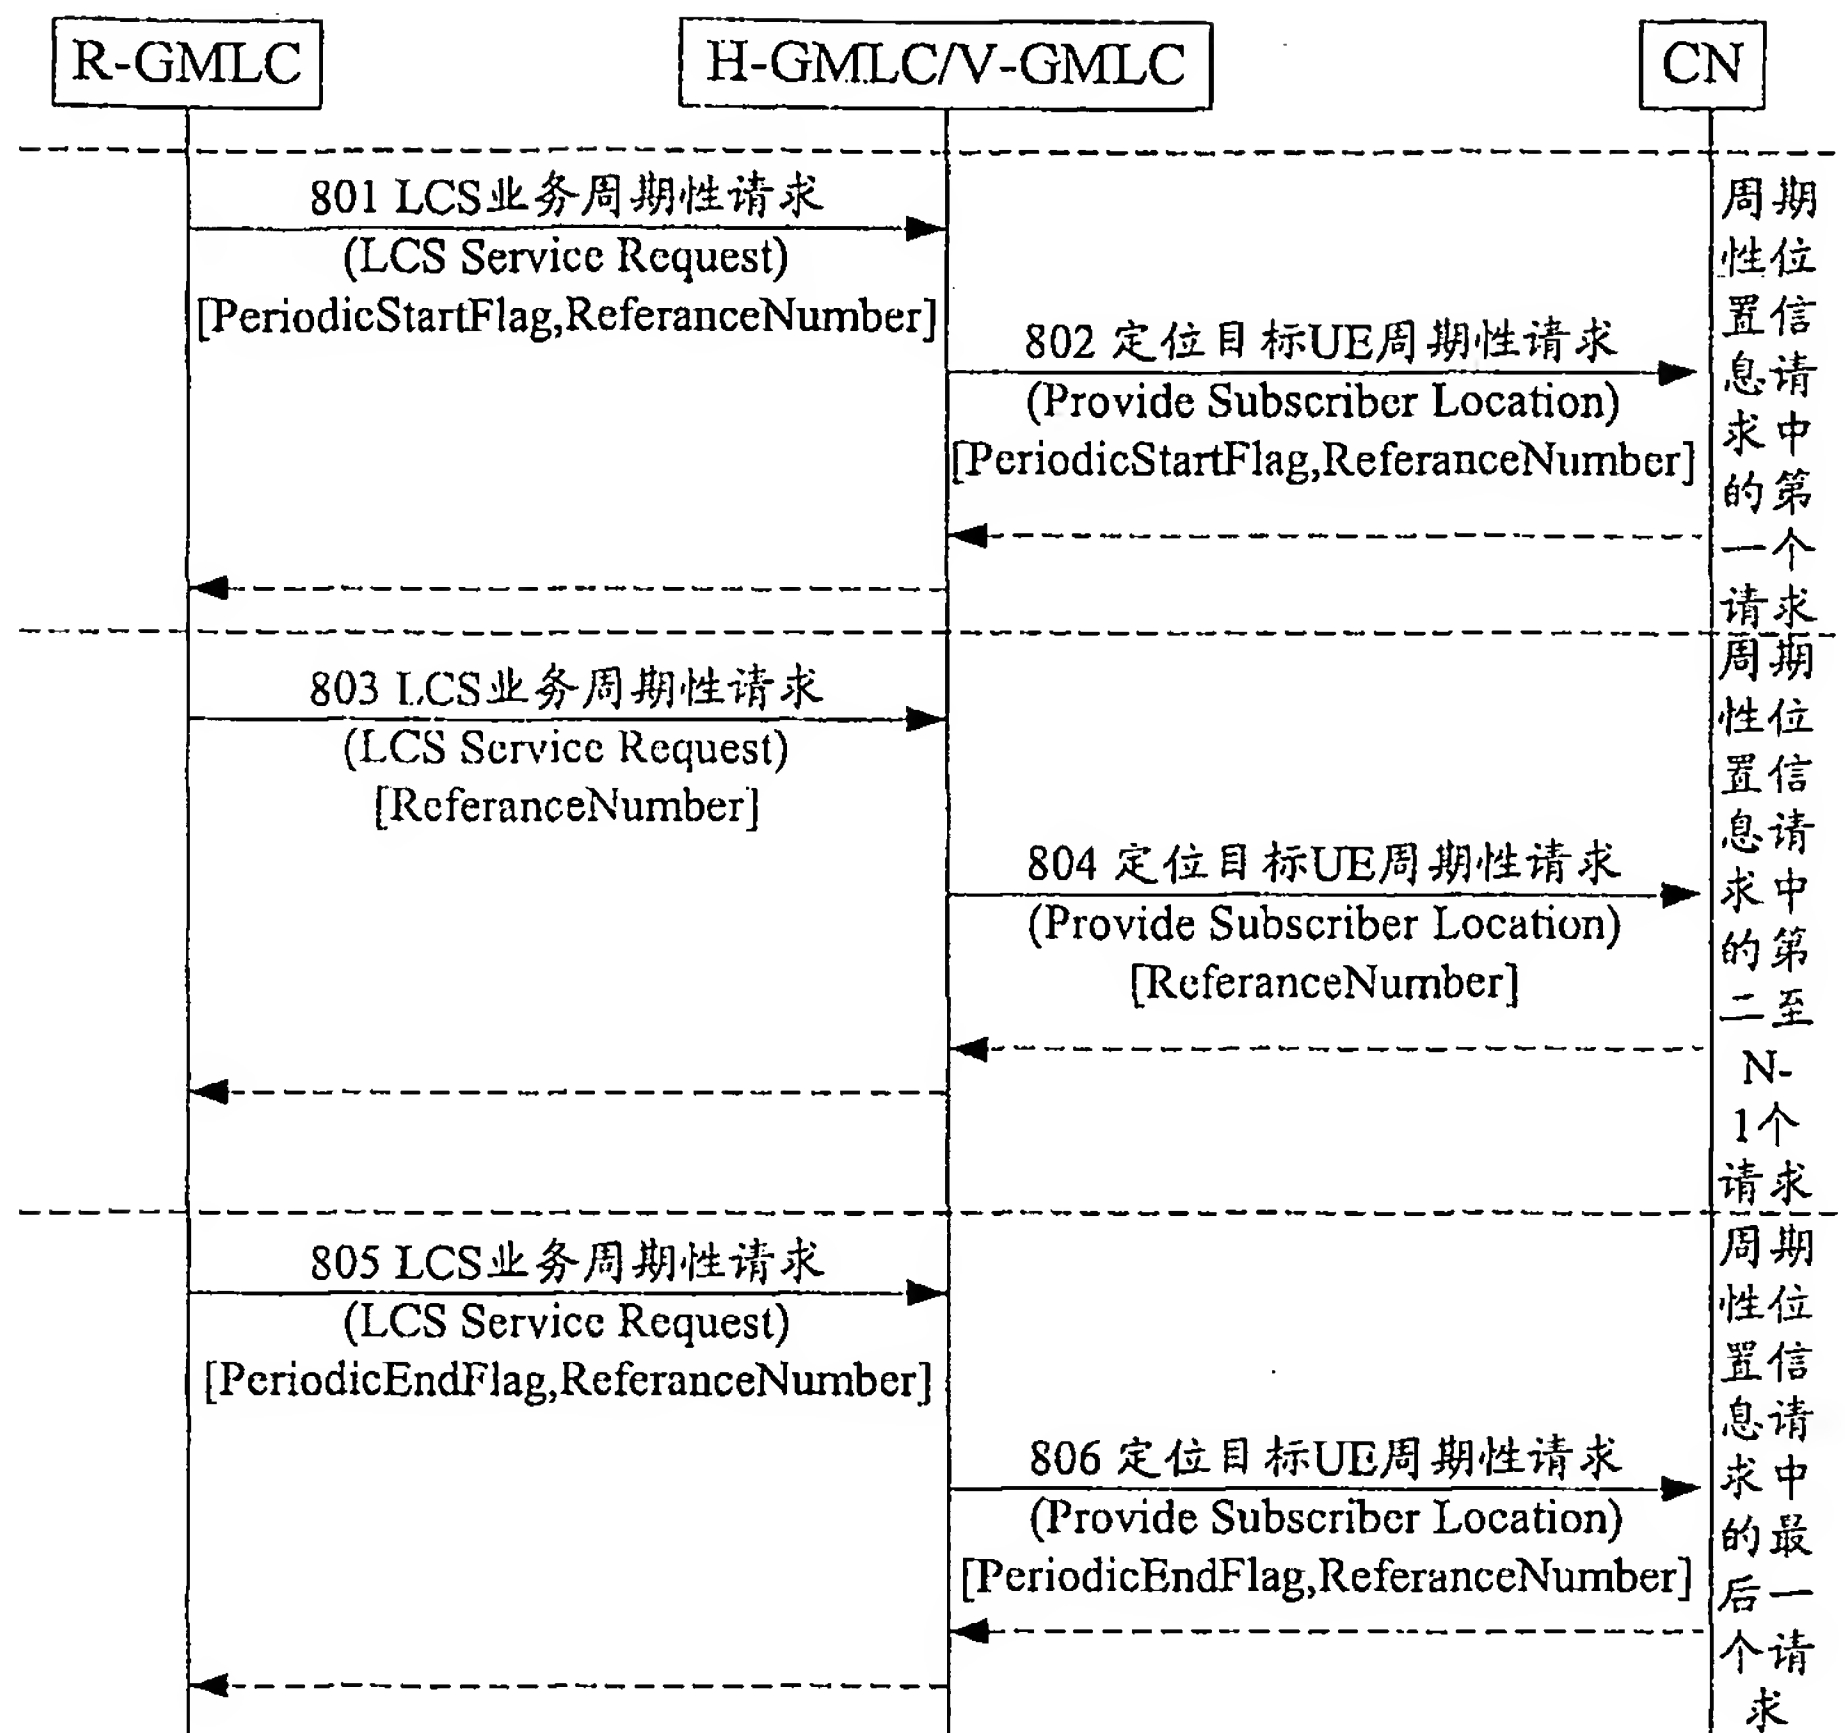 R-GMLC
H-GMLC/V-GMLC
CN
801 LCS业务周期性请求
(LCS Service Request)
[PeriodicStartFlag,ReferanceNumber]
802 定位目标UE周期性请求
(Provide Subscriber Location)
[PeriodicStartFlag,ReferanceNumber]
周期
性位
置信
息请
求中
的第
一个
请求
803 LCS业务周期性请求
(LCS Service Request)
[ReferanceNumber]
804 定位目标UE周期性请求
(Provide Subscriber Location)
[ReferanceNumber]
周期
性位
置信
息请
求中
的第
二至
N-
1个
请求
805 LCS业务周期性请求
(LCS Service Request)
[PeriodicEndFlag,ReferanceNumber]
806 定位目标UE周期性请求
(Provide Subscriber Location)
[PeriodicEndFlag,ReferanceNumber]
周期
性位
置信
息请
求中
的最
后一
个请
求